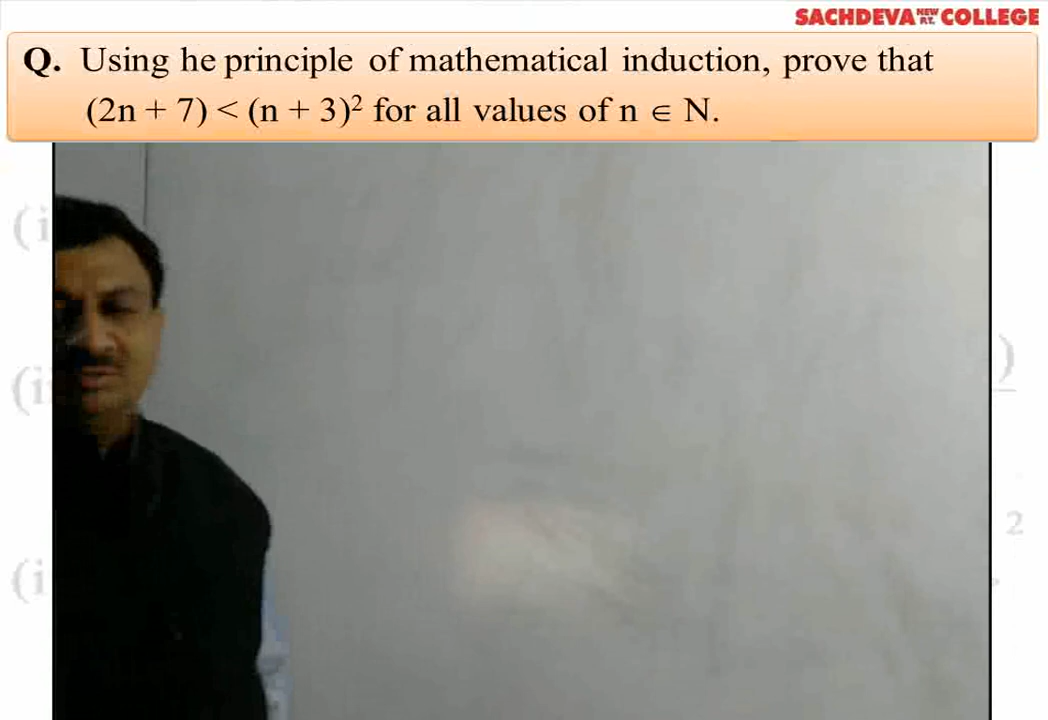 SACHDEVA NEW P.T. COLLEGE
Q. Using he principle of mathematical induction, prove that
(2n + 7) < (n + 3)² for all values of n ∈ N.
(i
(i
)
2
(i